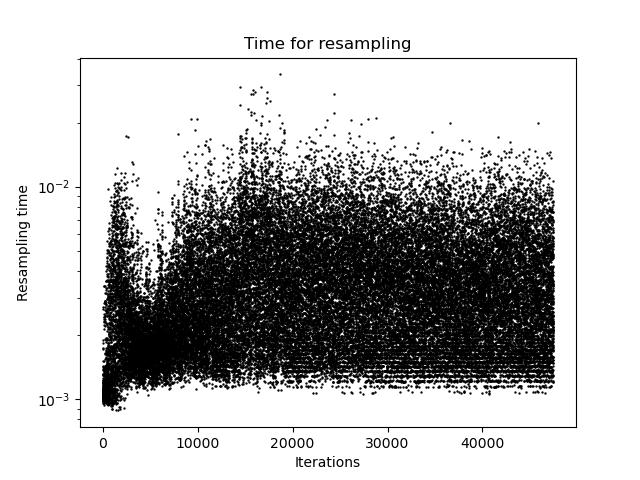 Time for resampling
Resampling time
10⁻²
10⁻³
0 10000 20000 30000 40000
Iterations